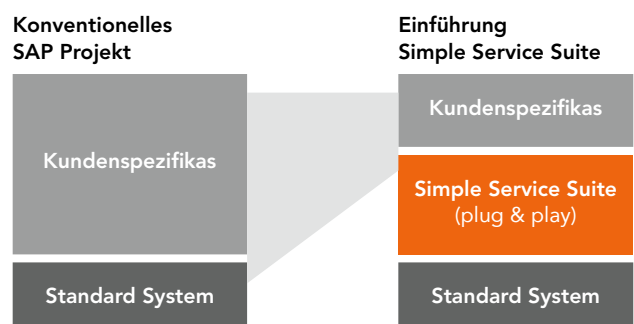 Konventionelles
SAP Projekt
Kundenspezifikas
Standard System
Einführung
Simple Service Suite
Kundenspezifikas
Simple Service Suite
(plug & play)
Standard System